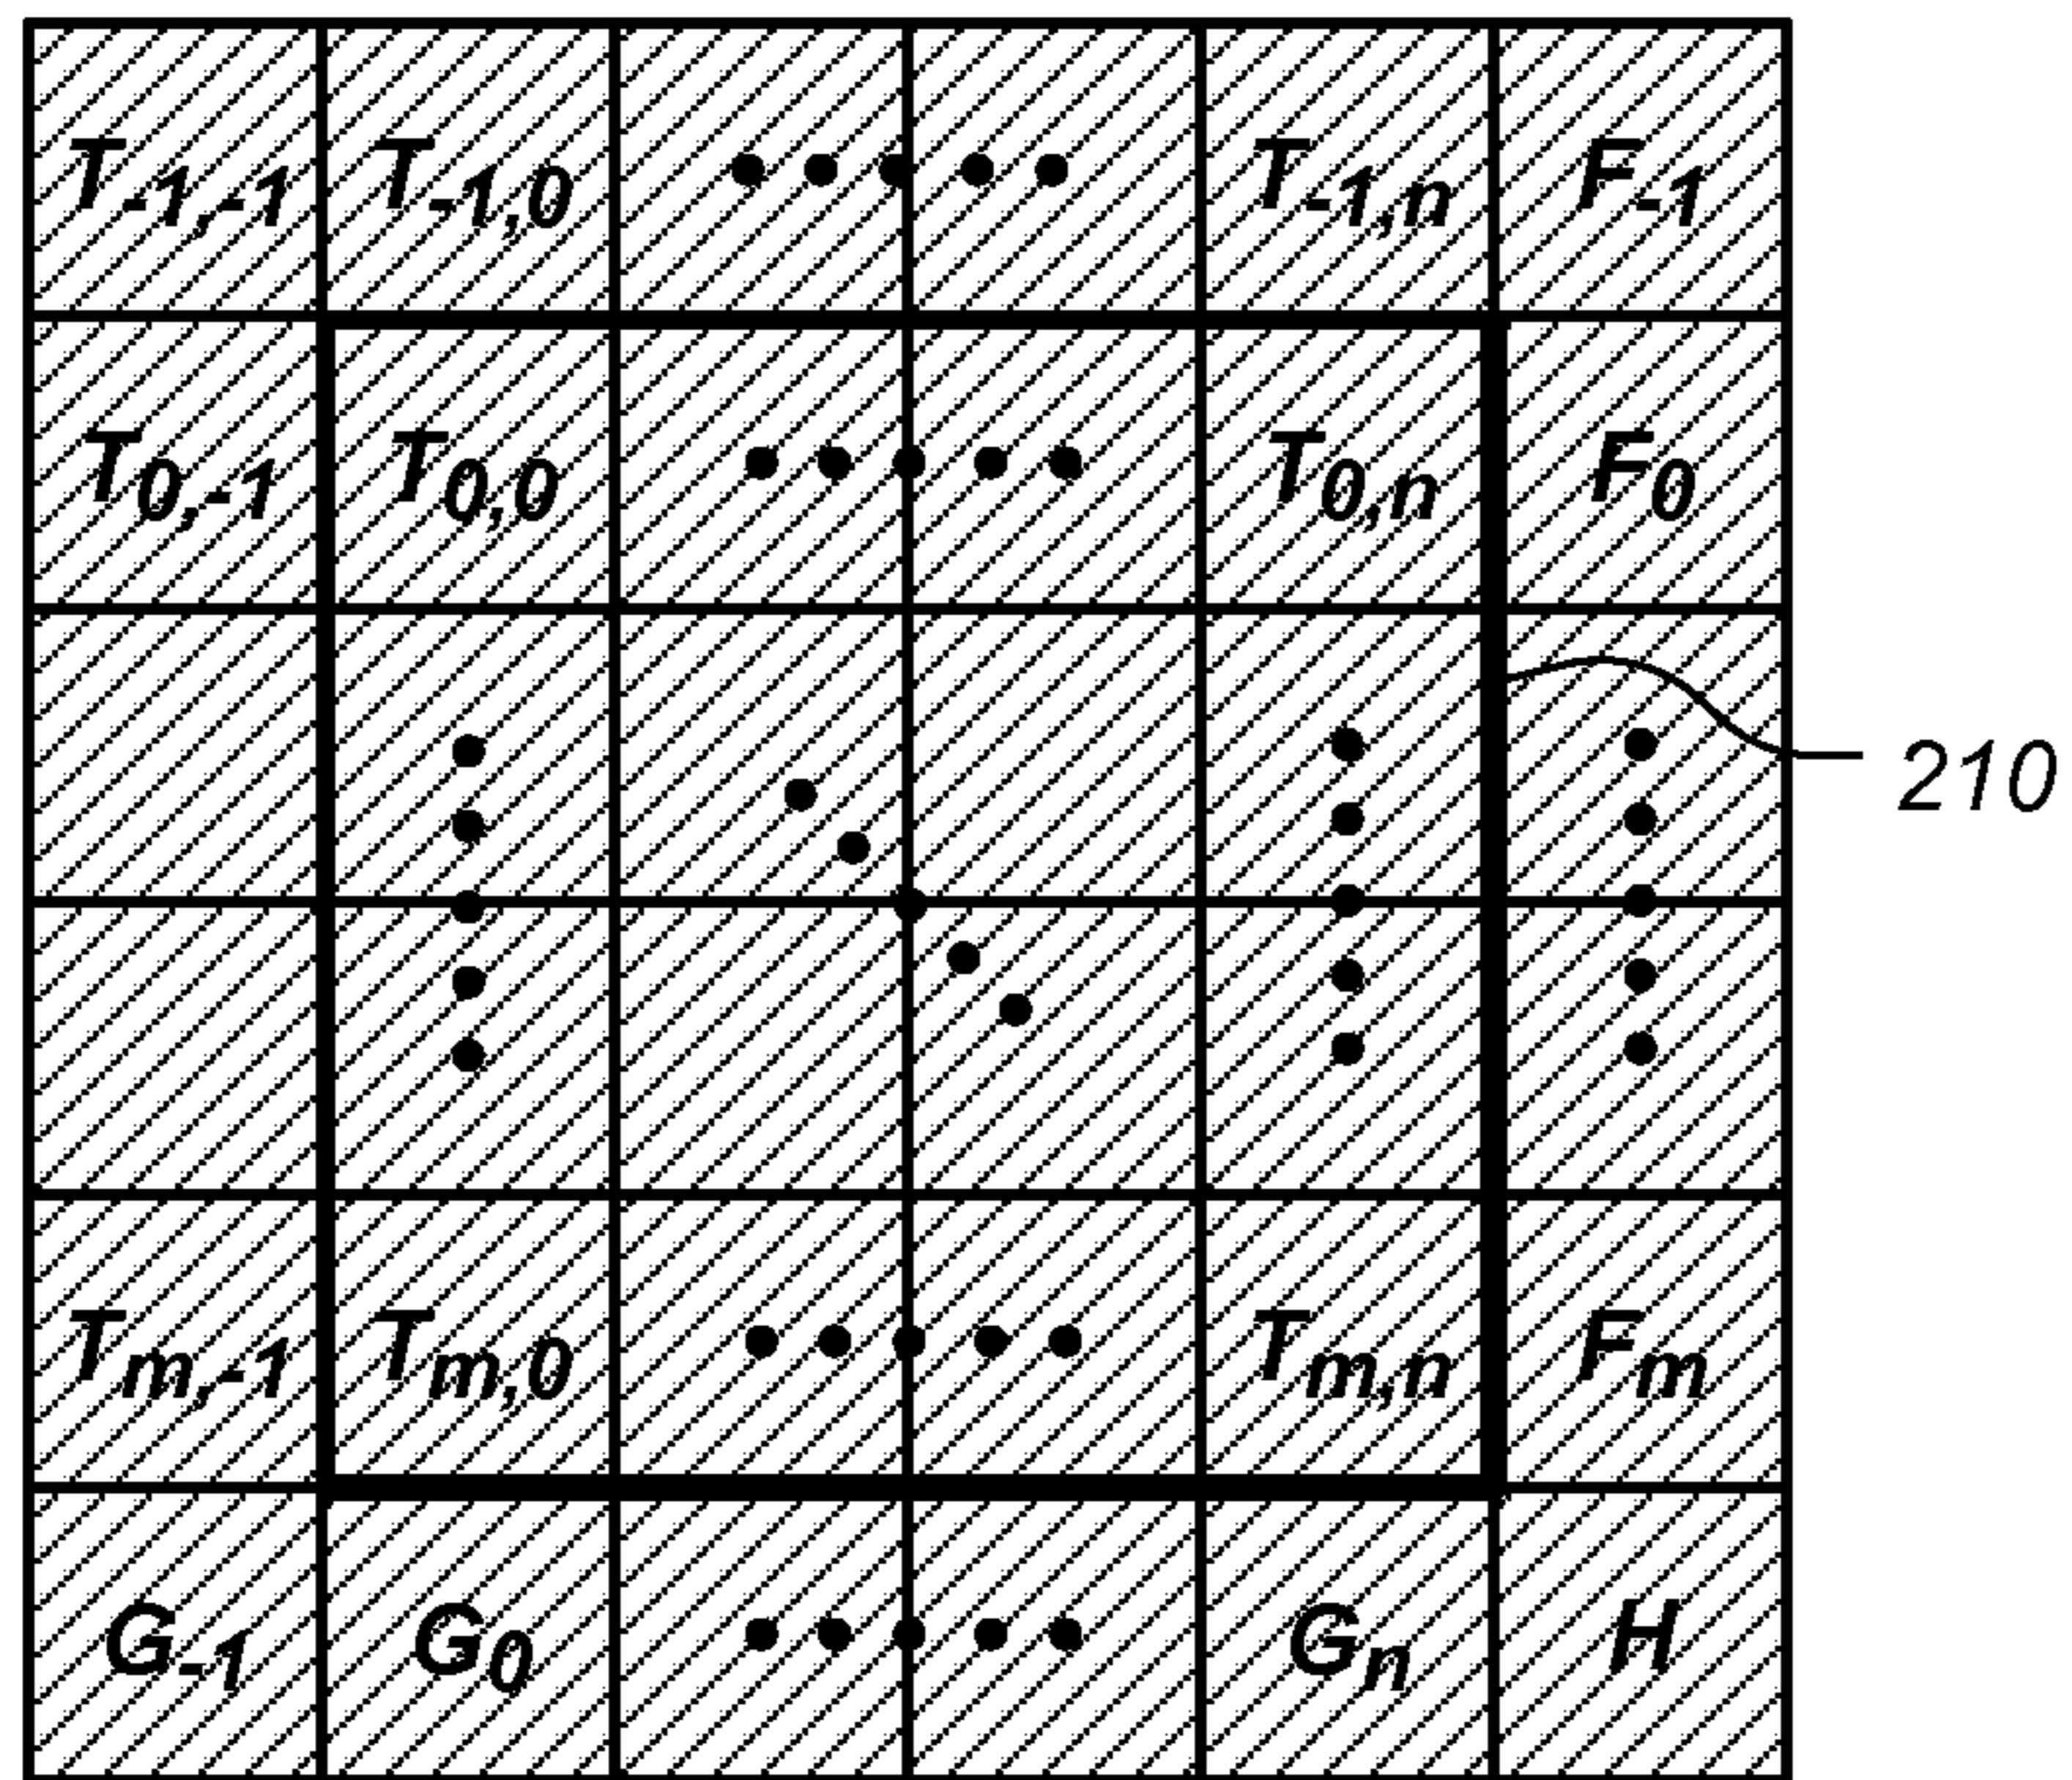 T-1,-1 T-1,0 ..... T-1,n F-1
T0,-1 T0,0 ..... T0,n F0
210
Tm,-1 Tm,0 ..... Tm,n Fm
G-1 G0 ..... Gn H